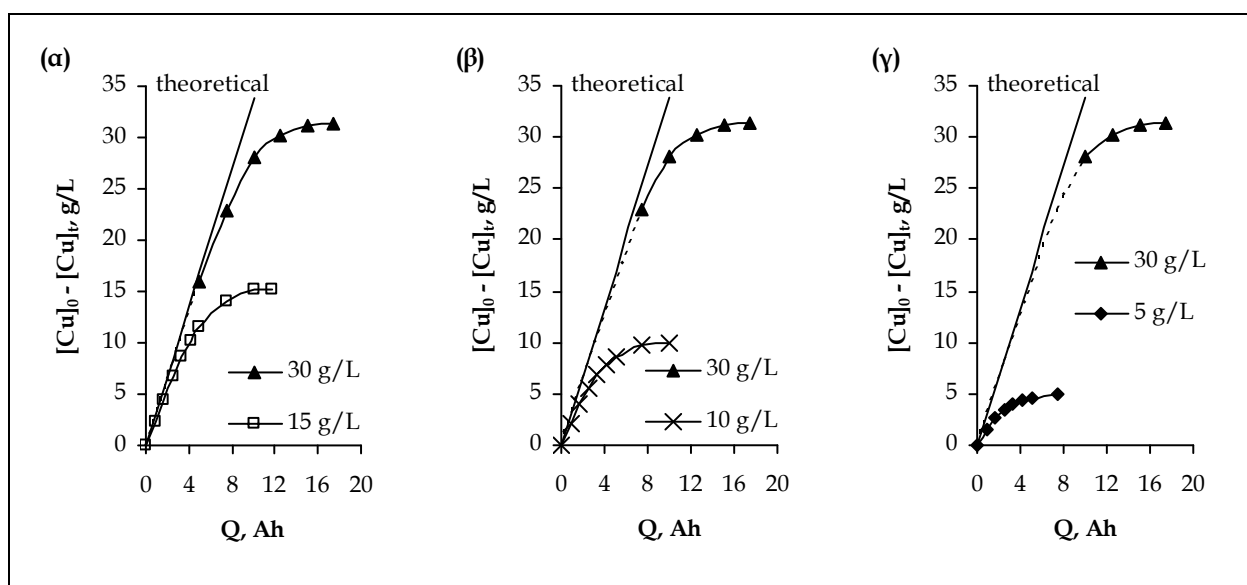 (α)
theoretical
35
30
25
20
15
10
5
0
[Cu]₀ - [Cu]ₜ, g/L
30 g/L
15 g/L
0 4 8 12 16 20
Q, Ah
(β)
theoretical
35
30
25
20
15
10
5
0
[Cu]₀ - [Cu]ₜ, g/L
30 g/L
10 g/L
0 4 8 12 16 20
Q, Ah
(γ)
theoretical
35
30
25
20
15
10
5
0
[Cu]₀ - [Cu]ₜ, g/L
30 g/L
5 g/L
0 4 8 12 16 20
Q, Ah